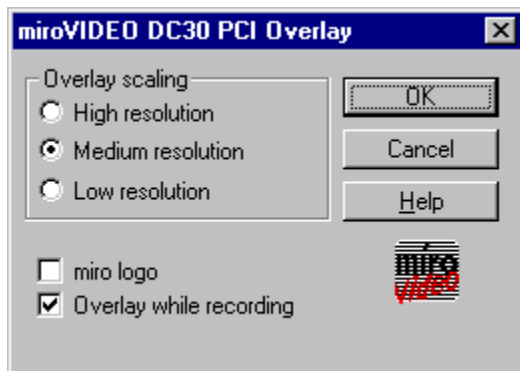 miroVIDEO DC30 PCI Overlay
Overlay scaling
High resolution
Medium resolution
Low resolution
OK
Cancel
Help
miro logo
Overlay while recording
miro
VIDEO